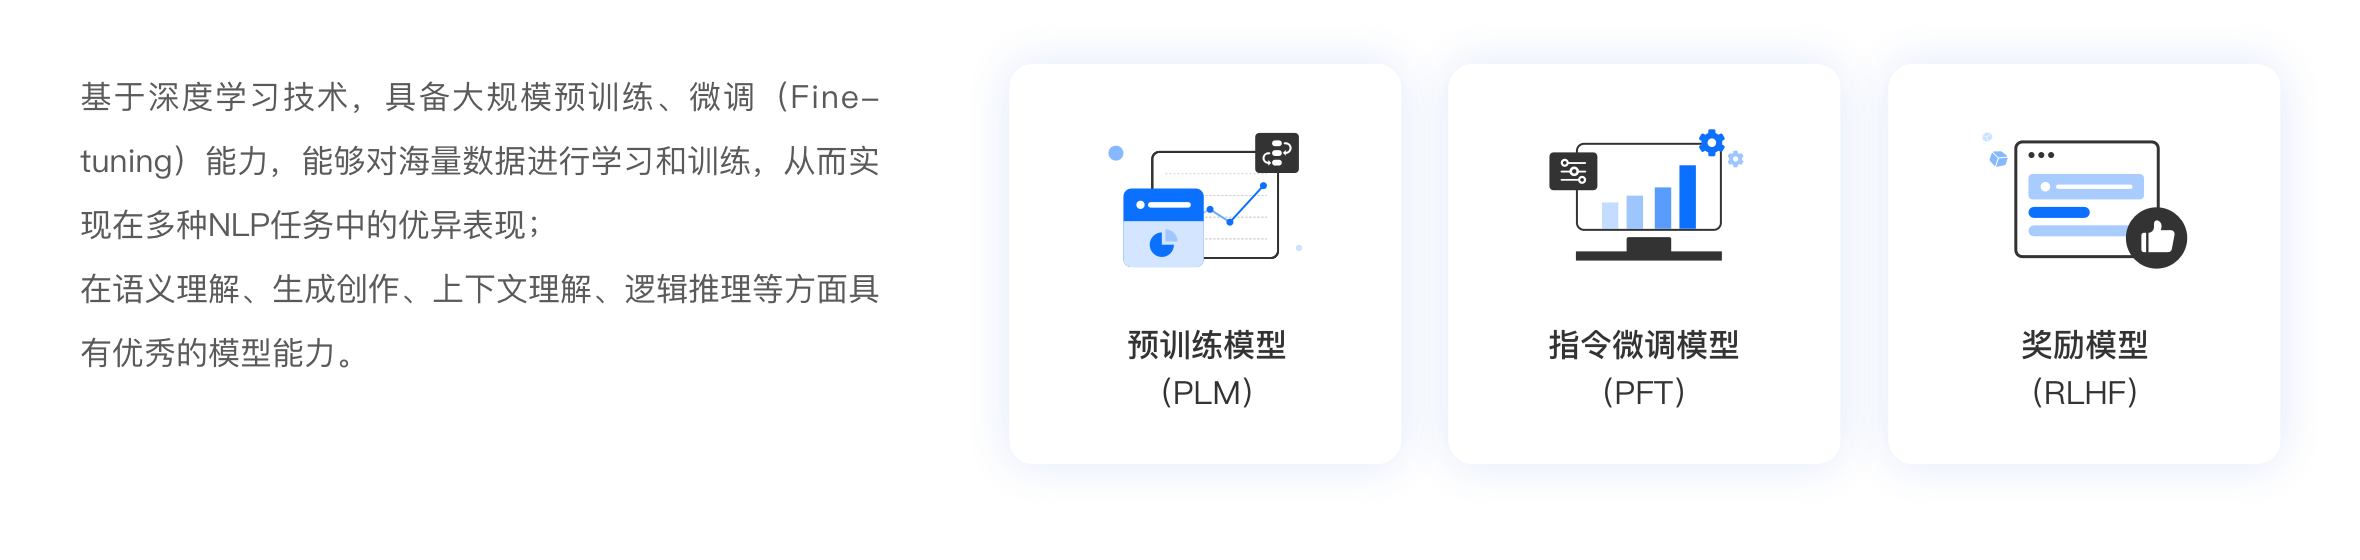 基于深度学习技术，具备大规模预训练、微调（Fine-
tuning）能力，能够对海量数据进行学习和训练，从而实
现在多种NLP任务中的优异表现；
在语义理解、生成创作、上下文理解、逻辑推理等方面具
有优秀的模型能力。
预训练模型
（PLM）
指令微调模型
（PFT）
奖励模型
（RLHF）